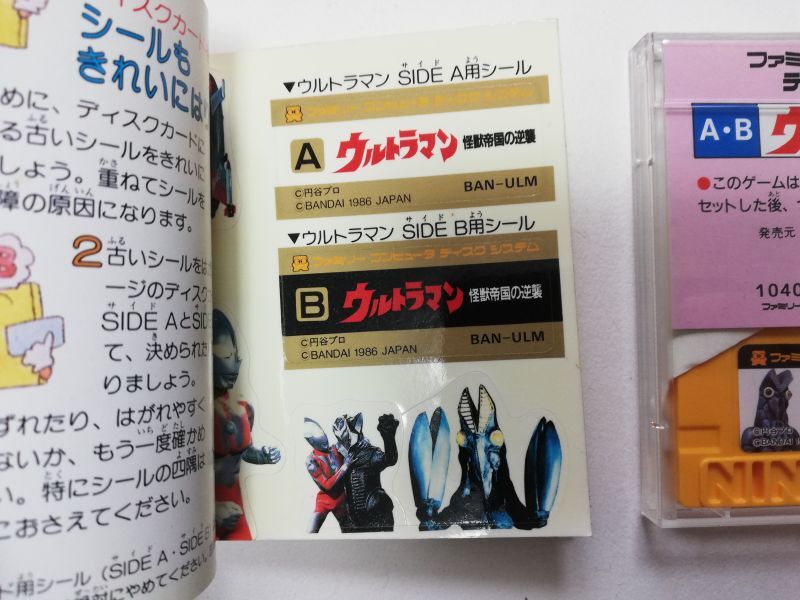 ィスクカード
シールも
きれいには
めに、ディスクカードに
る古いシールをきれいに
しょう。重ねてシールを
障の原因になります。
2 古いシールをは
ージのディスク
SIDE AとSID
て、決められた
りましょう。
ずれたり、はがれやすく
ないか、もう一度確かめ
い。特にシールの四隅は
におさえてください。
ド用シール(SIDE A・SIDE B
対にやめてください。
▼ウルトラマン SIDE A用シール
ファミリー コンピュータ ディスク システム
A ウルトラマン 怪獣帝国の逆襲
©円谷プロ
©BANDAI 1986 JAPAN BAN-ULM
▼ウルトラマン SIDE B用シール
ファミリー コンピュータ ディスク システム
B ウルトラマン 怪獣帝国の逆襲
©円谷プロ
©BANDAI 1986 JAPAN BAN-ULM
ファミ
デ
A・B ウ
●このゲームは
セットした後、
発売元
1040
ファミリー
ファミ
©円谷プロ
©BANDAI 1
NIN